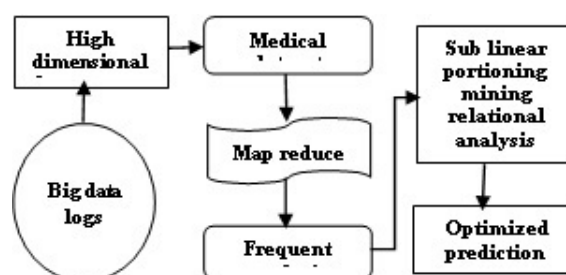 High
dimensional
Medical
Map reduce
Frequent
Big data
logs
Sub linear
portioning
mining
relational
analysis
Optimized
prediction